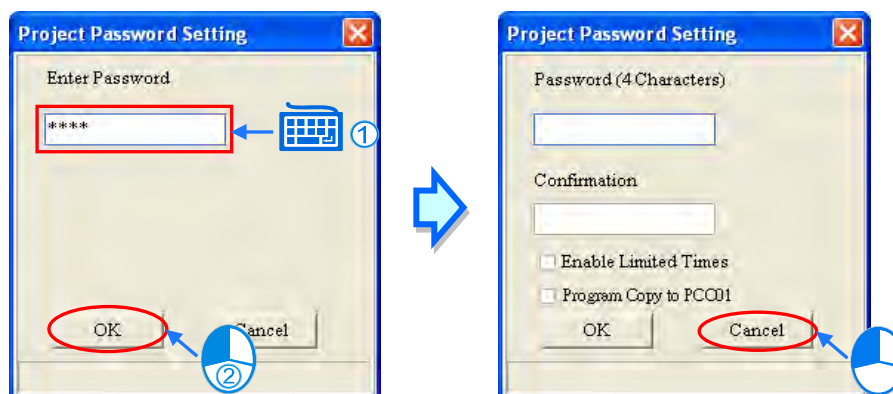 Project Password Setting
Enter Password
****
①
OK
Cancel
②
Project Password Setting
Password (4 Characters)
Confirmation
Enable Limited Times
Program Copy to PCC01
OK
Cancel